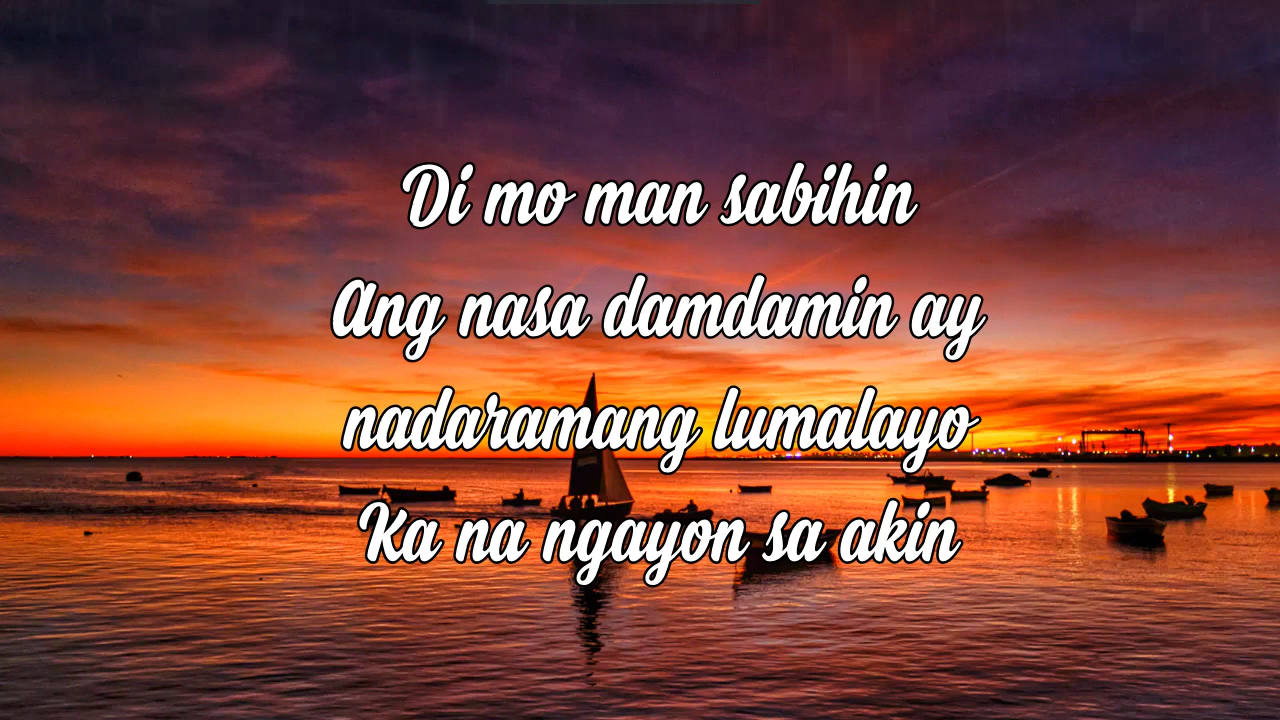 Di mo man sabihin
Ang nasa damdamin ay
nadaramang lumalayo
Ka na ngayon sa akin